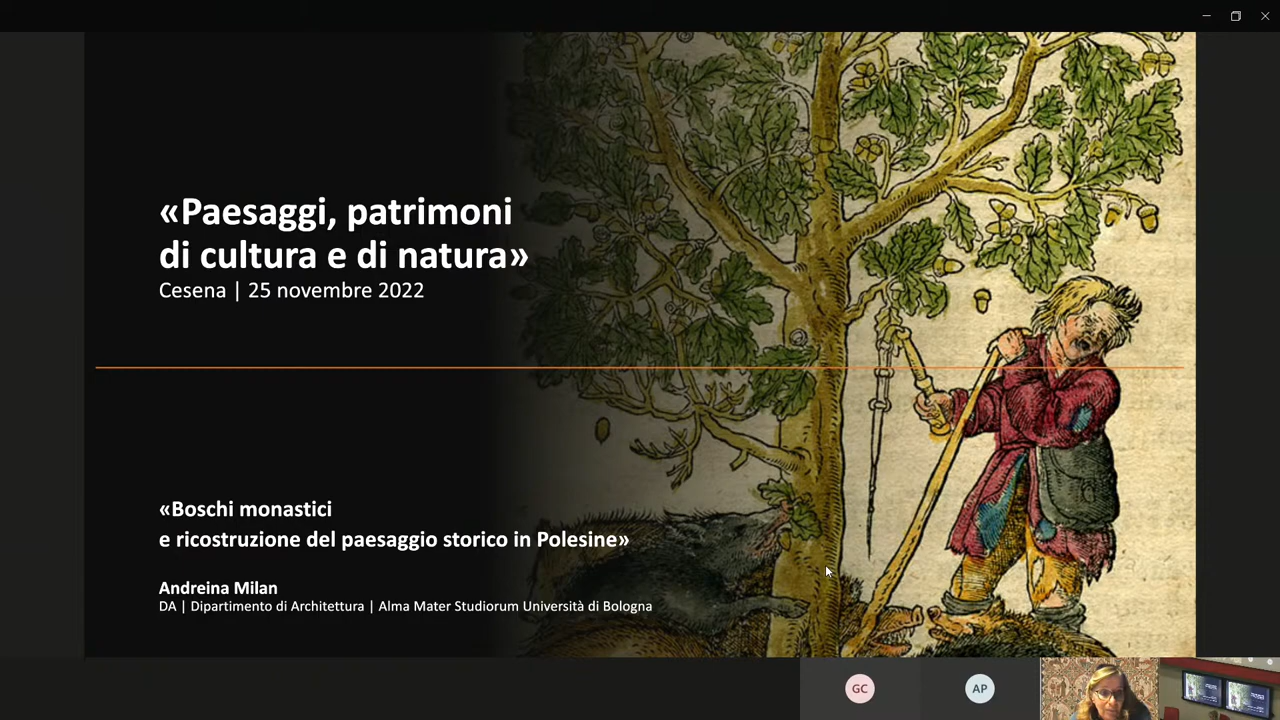 «Paesaggi, patrimoni
di cultura e di natura»
Cesena | 25 novembre 2022
«Boschi monastici
e ricostruzione del paesaggio storico in Polesine»
Andreina Milan
DA | Dipartimento di Architettura | Alma Mater Studiorum Università di Bologna
GC
AP